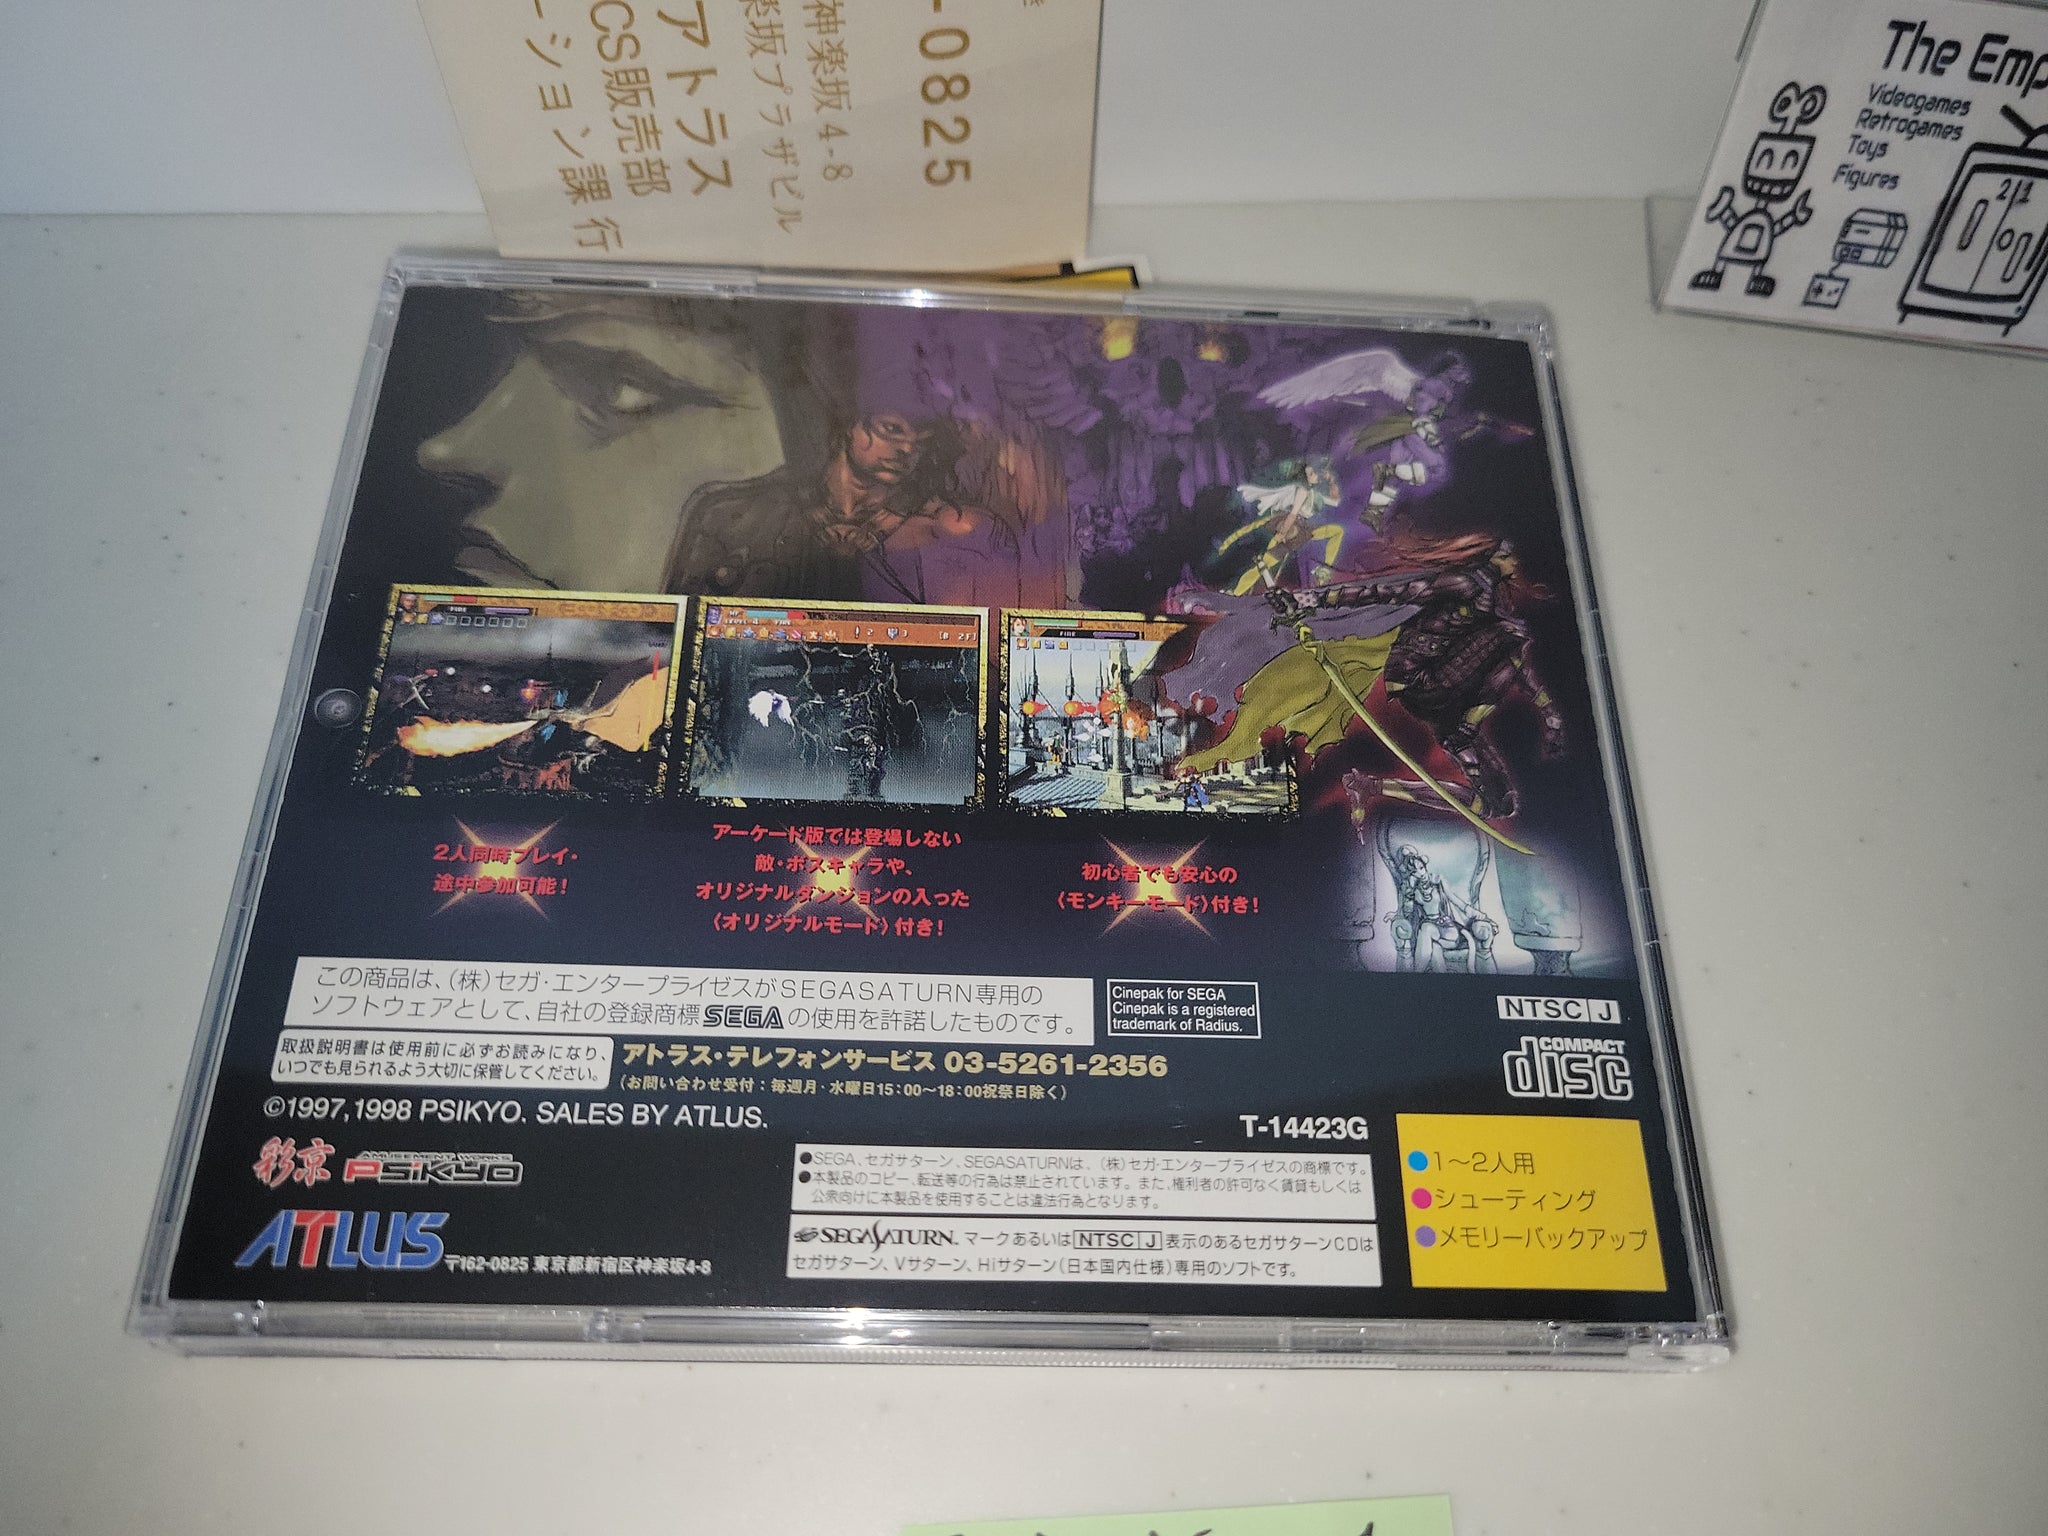 -0825
神楽坂4-8
楽坂プラザビル
アトラス
CS販売部
ーション課 行
The Emp
Videogames
Retrogames
Toys
Figures
FIRE
FIRE
2人同時プレイ・
途中参加可能!
アーケード版では登場しない
敵・ボスキャラや、
オリジナルダンジョンの入った
〈オリジナルモード〉付き!
初心者でも安心の
〈モンキーモード〉付き!
この商品は、(株)セガ・エンタープライゼスがSEGASATURN専用の
ソフトウェアとして、自社の登録商標SEGAの使用を許諾したものです。
Cinepak for SEGA
Cinepak is a registered
trademark of Radius.
NTSC J
COMPACT
disc
取扱説明書は使用前に必ずお読みになり、
いつでも見られるよう大切に保管してください。
アトラス・テレフォンサービス 03-5261-2356
(お問い合わせ受付:毎週月・水曜日15:00〜18:00祝祭日除く)
©1997,1998 PSIKYO. SALES BY ATLUS.
T-14423G
彩京 AMUSEMENT WORKS PSIKYO
ATLUS 〒162-0825 東京都新宿区神楽坂4-8
●SEGA、セガサターン、SEGASATURNは、(株)セガ・エンタープライゼスの商標です。
●本製品のコピー、転送等の行為は禁止されています。また、権利者の許可なく賃貸もしくは
公衆向けに本製品を使用することは違法行為となります。
SEGA SATURN. マークあるいは NTSC J 表示のあるセガサターンCDは
セガサターン、Vサターン、Hiサターン(日本国内仕様)専用のソフトです。
●1〜2人用
●シューティング
●メモリーバックアップ